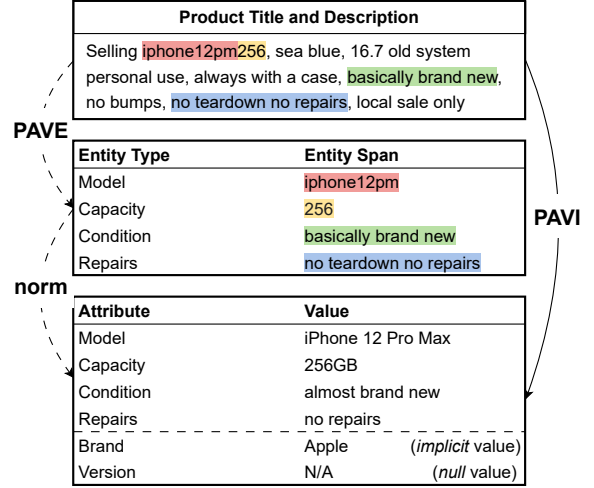 Product Title and Description
Selling iphone12pm256, sea blue, 16.7 old system
personal use, always with a case, basically brand new,
no bumps, no teardown no repairs, local sale only
PAVE
Entity Type Entity Span
Model iphone12pm
Capacity 256
Condition basically brand new
Repairs no teardown no repairs
PAVI
norm
Attribute Value
Model iPhone 12 Pro Max
Capacity 256GB
Condition almost brand new
Repairs no repairs
Brand Apple (implicit value)
Version N/A (null value)